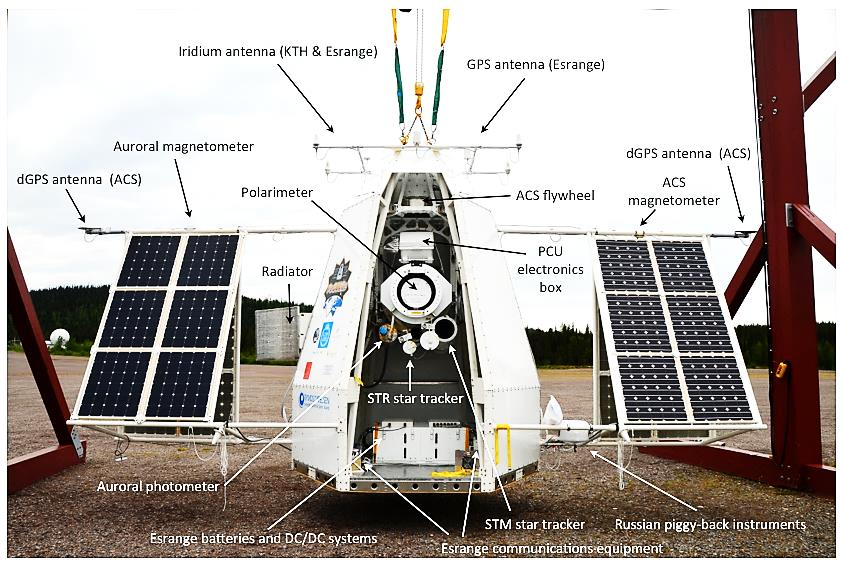 Iridium antenna (KTH & Esrange)
GPS antenna (Esrange)
Auroral magnetometer
dGPS antenna (ACS)
dGPS antenna (ACS)
ACS
magnetometer
Polarimeter
ACS flywheel
PCU
electronics
box
Radiator
STR star tracker
Auroral photometer
STM star tracker
Russian piggy-back instruments
Esrange batteries and DC/DC systems
Esrange communications equipment